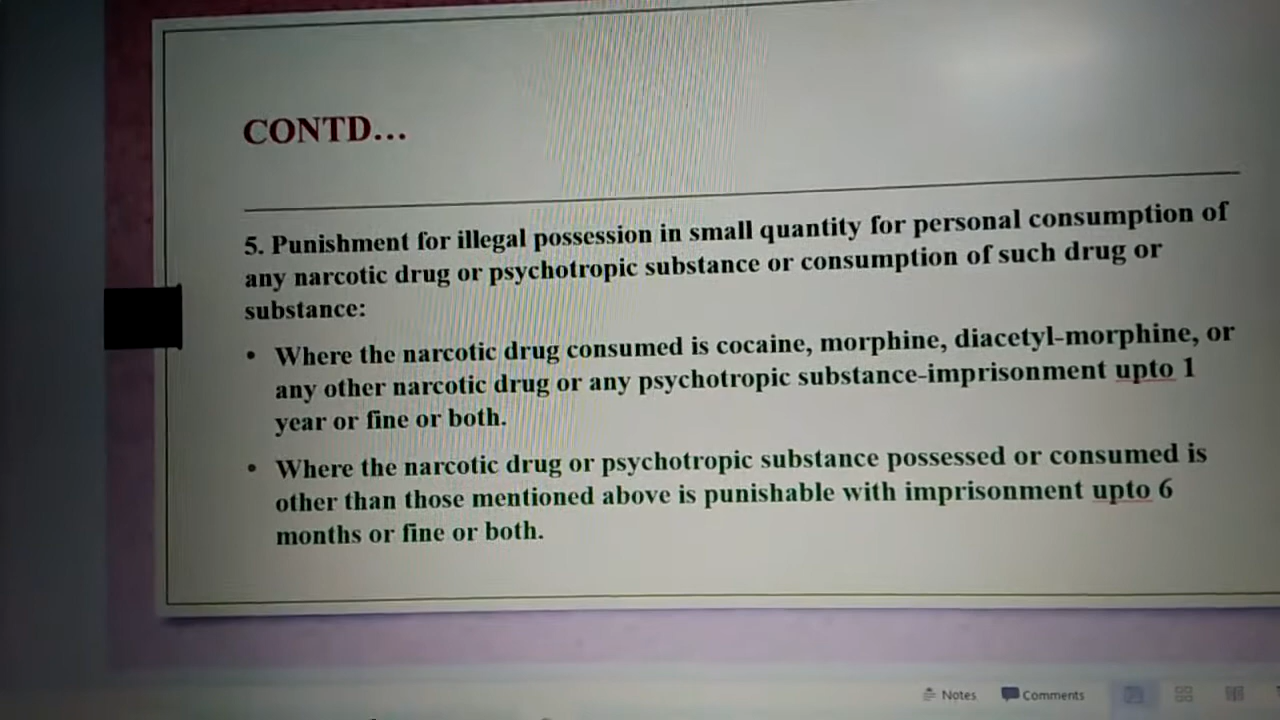 CONTD...
5. Punishment for illegal possession in small quantity for personal consumption of
any narcotic drug or psychotropic substance or consumption of such drug or
substance:
• Where the narcotic drug consumed is cocaine, morphine, diacetyl-morphine, or
any other narcotic drug or any psychotropic substance-imprisonment upto 1
year or fine or both.
• Where the narcotic drug or psychotropic substance possessed or consumed is
other than those mentioned above is punishable with imprisonment upto 6
months or fine or both.
Notes Comments